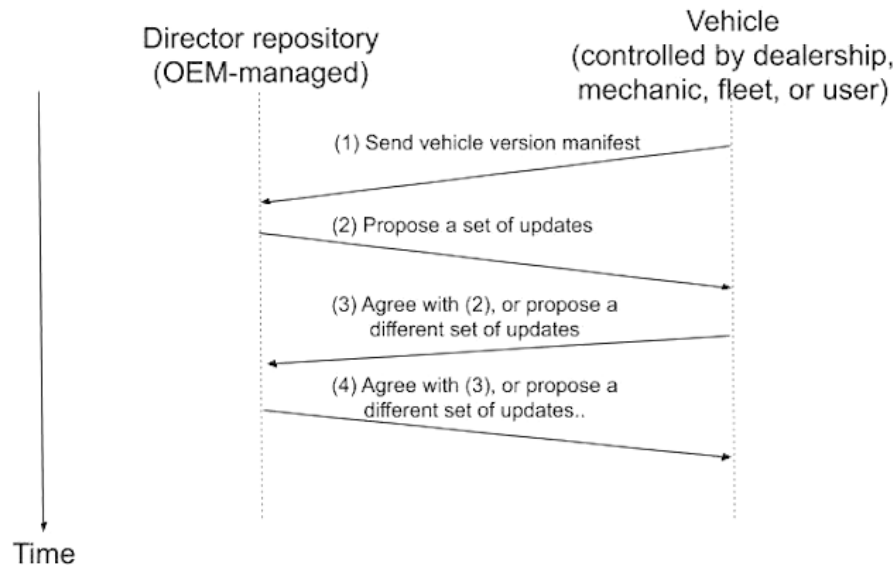 Director repository
(OEM-managed)
Vehicle
(controlled by dealership,
mechanic, fleet, or user)
(1) Send vehicle version manifest
(2) Propose a set of updates
(3) Agree with (2), or propose a
different set of updates
(4) Agree with (3), or propose a
different set of updates..
Time